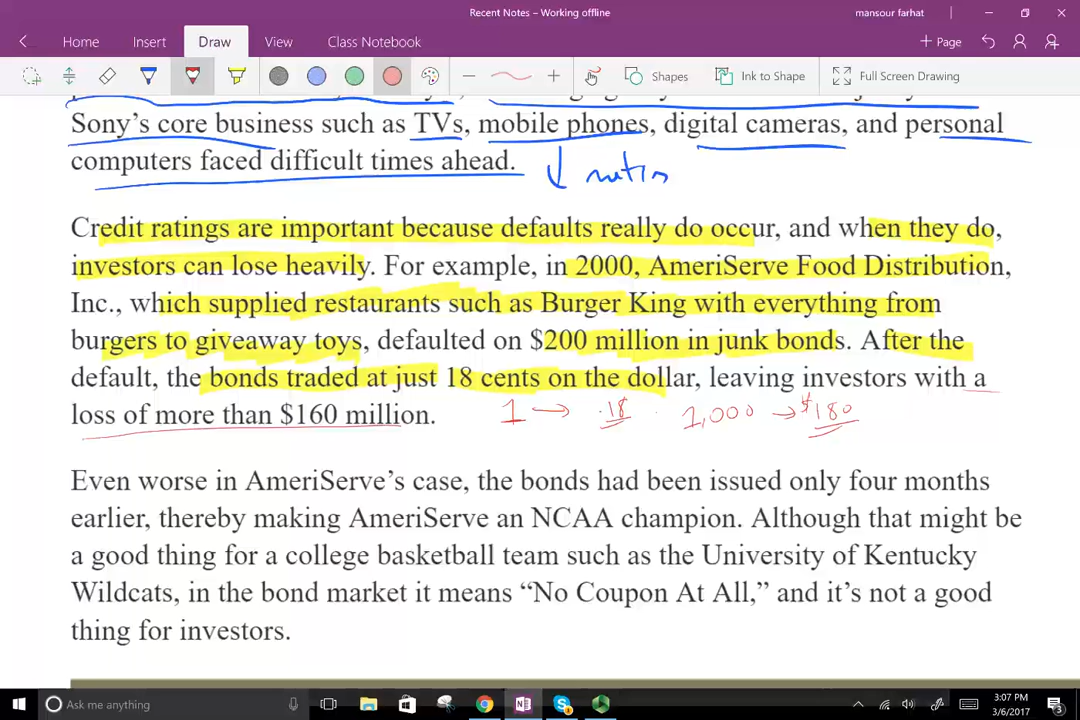 Recent Notes – Working offline
mansour farhat
Home Insert Draw View Class Notebook
Page
Shapes
Ink to Shape
Full Screen Drawing
Sony's core business such as TVs, mobile phones, digital cameras, and personal
computers faced difficult times ahead.
Credit ratings are important because defaults really do occur, and when they do,
investors can lose heavily. For example, in 2000, AmeriServe Food Distribution,
Inc., which supplied restaurants such as Burger King with everything from
burgers to giveaway toys, defaulted on $200 million in junk bonds. After the
default, the bonds traded at just 18 cents on the dollar, leaving investors with a
loss of more than $160 million.
1 → .18 1,000 → $180
Even worse in AmeriServe's case, the bonds had been issued only four months
earlier, thereby making AmeriServe an NCAA champion. Although that might be
a good thing for a college basketball team such as the University of Kentucky
Wildcats, in the bond market it means “No Coupon At All,” and it's not a good
thing for investors.
Ask me anything
3:07 PM
3/6/2017
3